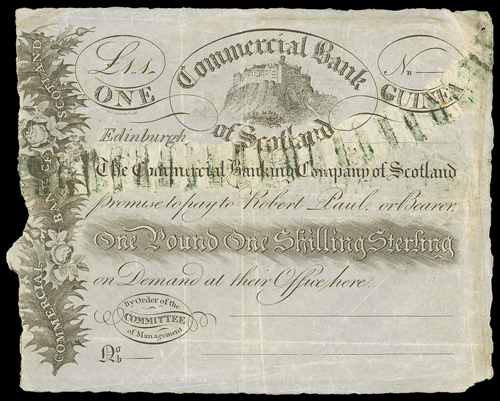 £1„1„
Commercial Bank
of Scotland
No
ONE
GUINEA
Edinburgh
The Commercial Banking Company of Scotland
promise to pay to Robert Paul, or Bearer,
One Pound One Shilling Sterling
on Demand at their Office here.
By Order of the
COMMITTEE
of Management
No
COMMERCIAL BANK OF SCOTLAND